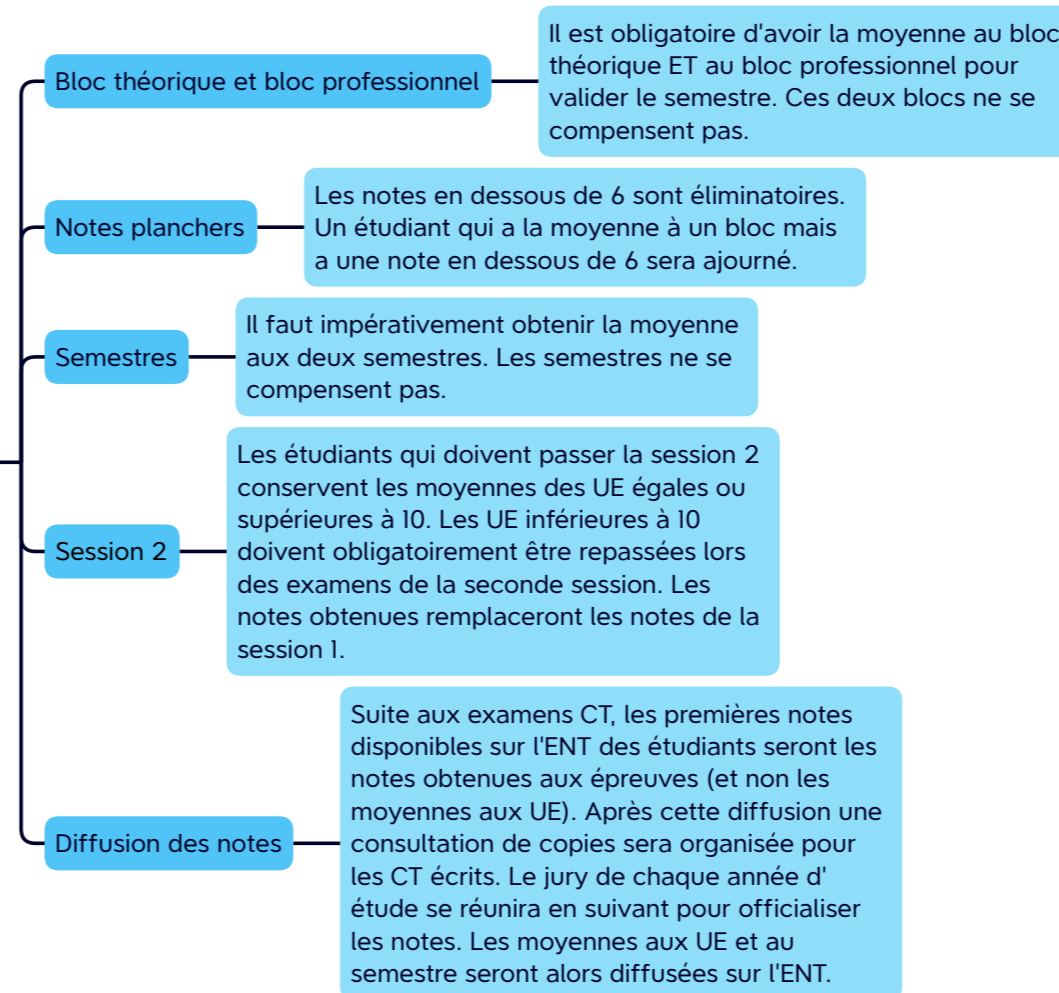 Bloc théorique et bloc professionnel
Il est obligatoire d'avoir la moyenne au bloc
théorique ET au bloc professionnel pour
valider le semestre. Ces deux blocs ne se
compensent pas.
Notes planchers
Les notes en dessous de 6 sont éliminatoires.
Un étudiant qui a la moyenne à un bloc mais
a une note en dessous de 6 sera ajourné.
Semestres
Il faut impérativement obtenir la moyenne
aux deux semestres. Les semestres ne se
compensent pas.
Session 2
Les étudiants qui doivent passer la session 2
conservent les moyennes des UE égales ou
supérieures à 10. Les UE inférieures à 10
doivent obligatoirement être repassées lors
des examens de la seconde session. Les
notes obtenues remplaceront les notes de la
session 1.
Diffusion des notes
Suite aux examens CT, les premières notes
disponibles sur l'ENT des étudiants seront les
notes obtenues aux épreuves (et non les
moyennes aux UE). Après cette diffusion une
consultation de copies sera organisée pour
les CT écrits. Le jury de chaque année d'
étude se réunira en suivant pour officialiser
les notes. Les moyennes aux UE et au
semestre seront alors diffusées sur l'ENT.